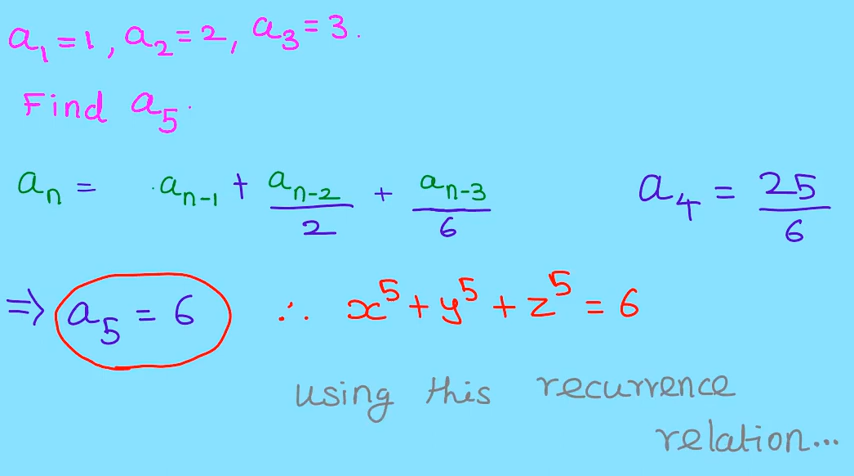 a₁ = 1, a₂ = 2, a₃ = 3.
Find a₅.
aₙ = aₙ₋₁ + aₙ₋₂/2 + aₙ₋₃/6
a₄ = 25/6
⇒ a₅ = 6 ∴ x⁵ + y⁵ + z⁵ = 6
using this recurrence
relation...